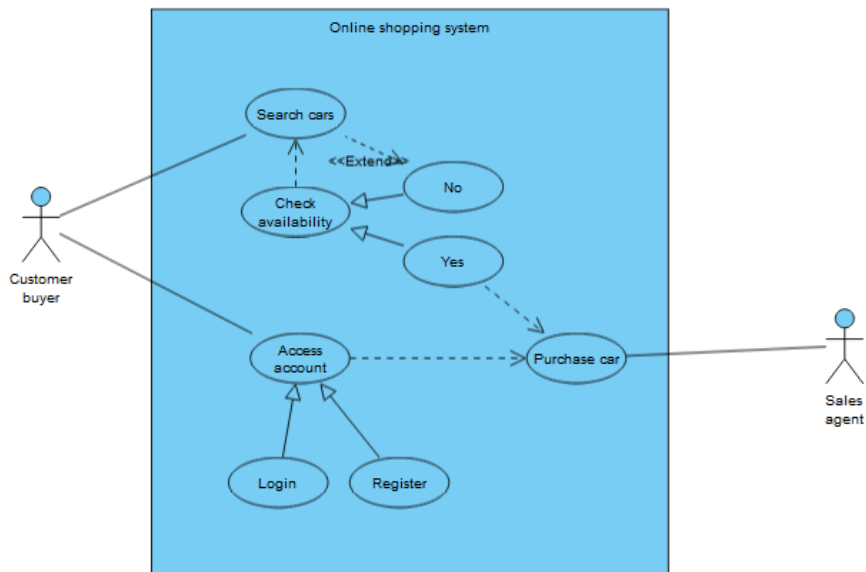 Online shopping system
Search cars
<<Extend>>
No
Check
availability
Yes
Customer
buyer
Access
account
Purchase car
Sales
agent
Login
Register